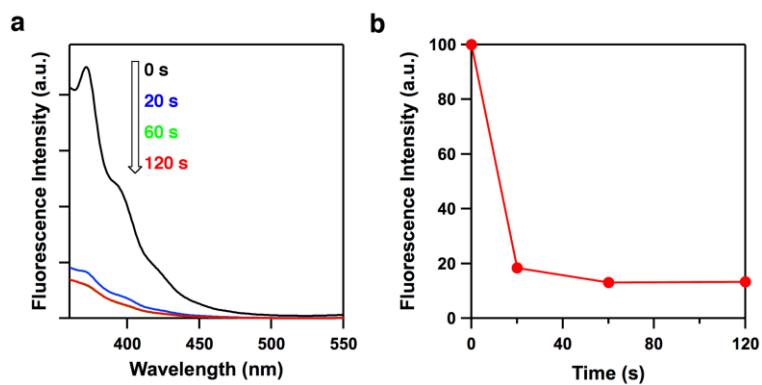 a
Fluorescence Intensity (a.u.)
0 s
20 s
60 s
120 s
400
450
500
550
Wavelength (nm)
b
Fluorescence Intensity (a.u.)
100
80
60
40
20
0
0
40
80
120
Time (s)